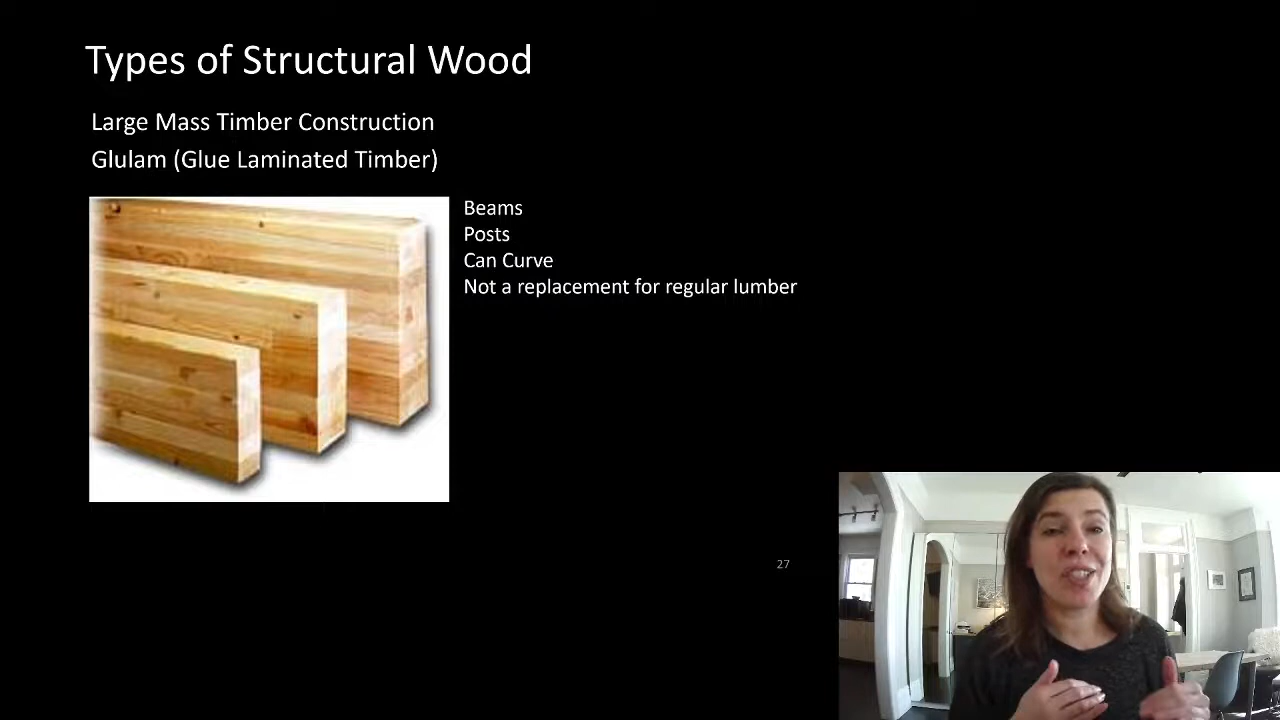 Types of Structural Wood
Large Mass Timber Construction
Glulam (Glue Laminated Timber)
Beams
Posts
Can Curve
Not a replacement for regular lumber
27